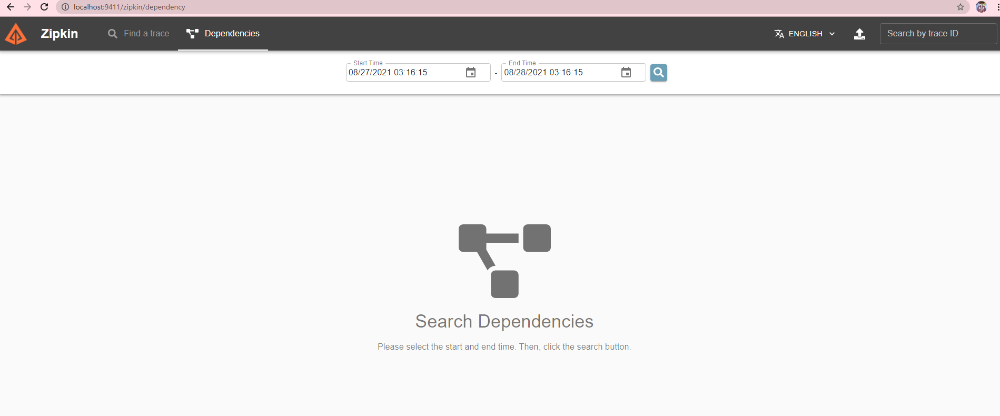 localhost:9411/zipkin/dependency
Zipkin Find a trace Dependencies ENGLISH Search by trace ID
Start Time End Time
08/27/2021 03:16:15 - 08/28/2021 03:16:15
Search Dependencies
Please select the start and end time. Then, click the search button.